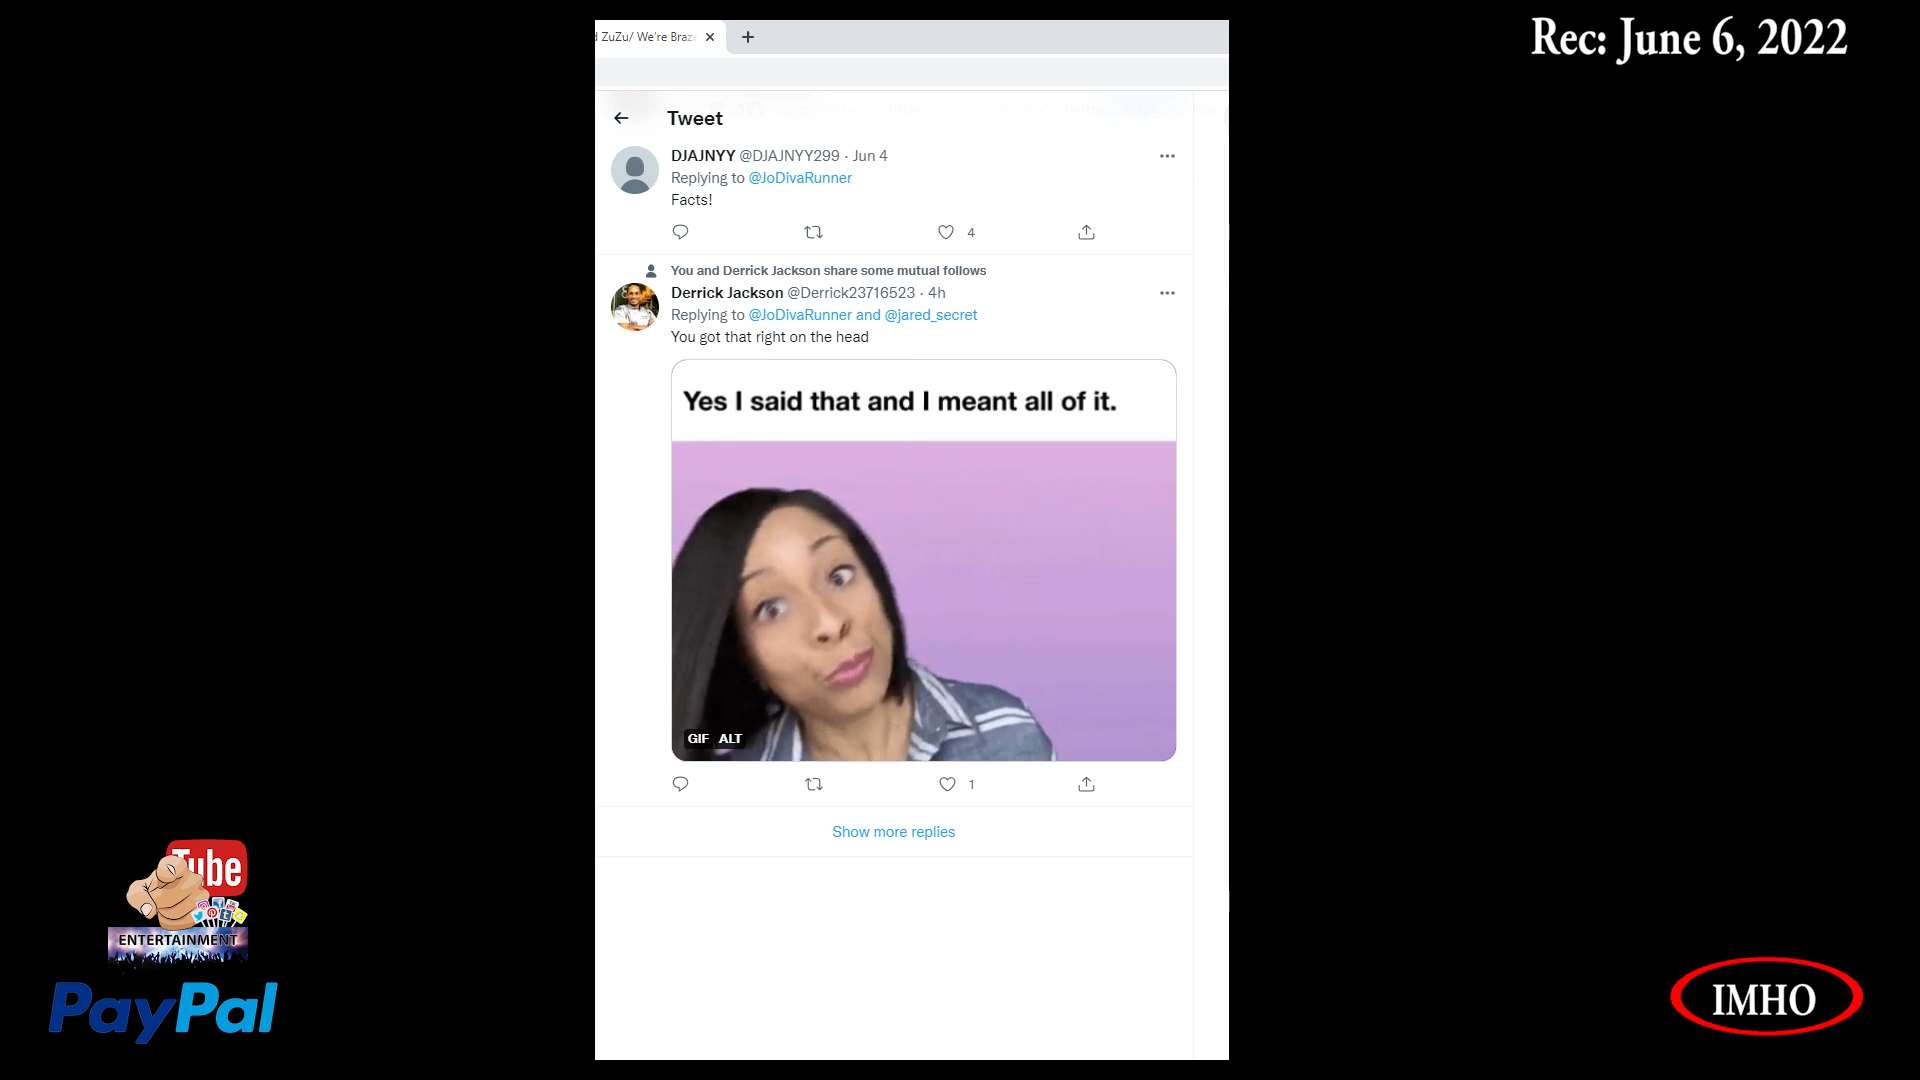 Rec: June 6, 2022
ZuZu/ We're Braz
Tweet
DJAJNYY @DJAJNYY299 · Jun 4
Replying to @JoDivaRunner
Facts!
4
You and Derrick Jackson share some mutual follows
Derrick Jackson @Derrick23716523 · 4h
Replying to @JoDivaRunner and @jared_secret
You got that right on the head
Yes I said that and I meant all of it.
GIF ALT
1
Show more replies
Tube
ENTERTAINMENT
PayPal
IMHO